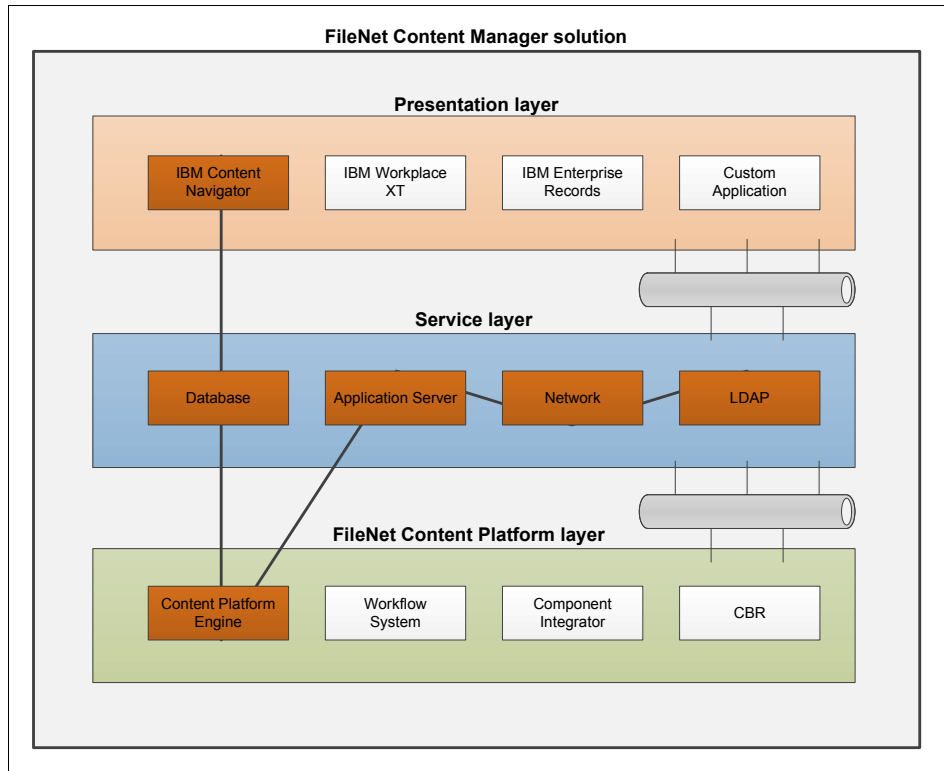 FileNet Content Manager solution
Presentation layer
IBM Content
Navigator
IBM Workplace
XT
IBM Enterprise
Records
Custom
Application
Service layer
Database
Application Server
Network
LDAP
FileNet Content Platform layer
Content Platform
Engine
Workflow
System
Component
Integrator
CBR